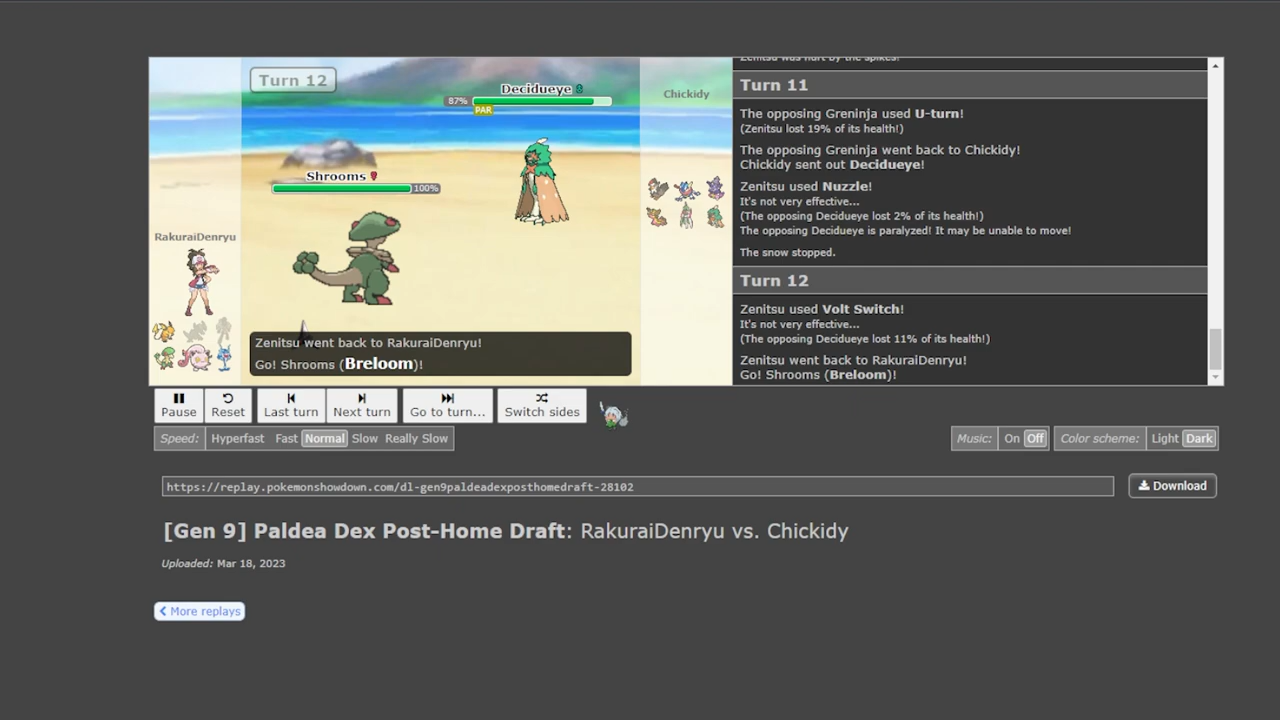 Turn 12
Decidueye
87%
PAR
Chickidy
Shrooms
100%
RakuraiDenryu
Zenitsu went back to RakuraiDenryu!
Go! Shrooms (Breloom)!
Zenitsu was hurt by the spikes!
Turn 11
The opposing Greninja used U-turn!
(Zenitsu lost 19% of its health!)
The opposing Greninja went back to Chickidy!
Chickidy sent out Decidueye!
Zenitsu used Nuzzle!
It's not very effective...
(The opposing Decidueye lost 2% of its health!)
The opposing Decidueye is paralyzed! It may be unable to move!
The snow stopped.
Turn 12
Zenitsu used Volt Switch!
It's not very effective...
(The opposing Decidueye lost 11% of its health!)
Zenitsu went back to RakuraiDenryu!
Go! Shrooms (Breloom)!
Pause Reset Last turn Next turn Go to turn... Switch sides
Speed: Hyperfast Fast Normal Slow Really Slow
Music: On Off Color scheme: Light Dark
https://replay.pokemonshowdown.com/dl-gen9paldeadexposthomedraft-28102
Download
[Gen 9] Paldea Dex Post-Home Draft: RakuraiDenryu vs. Chickidy
Uploaded: Mar 18, 2023
More replays